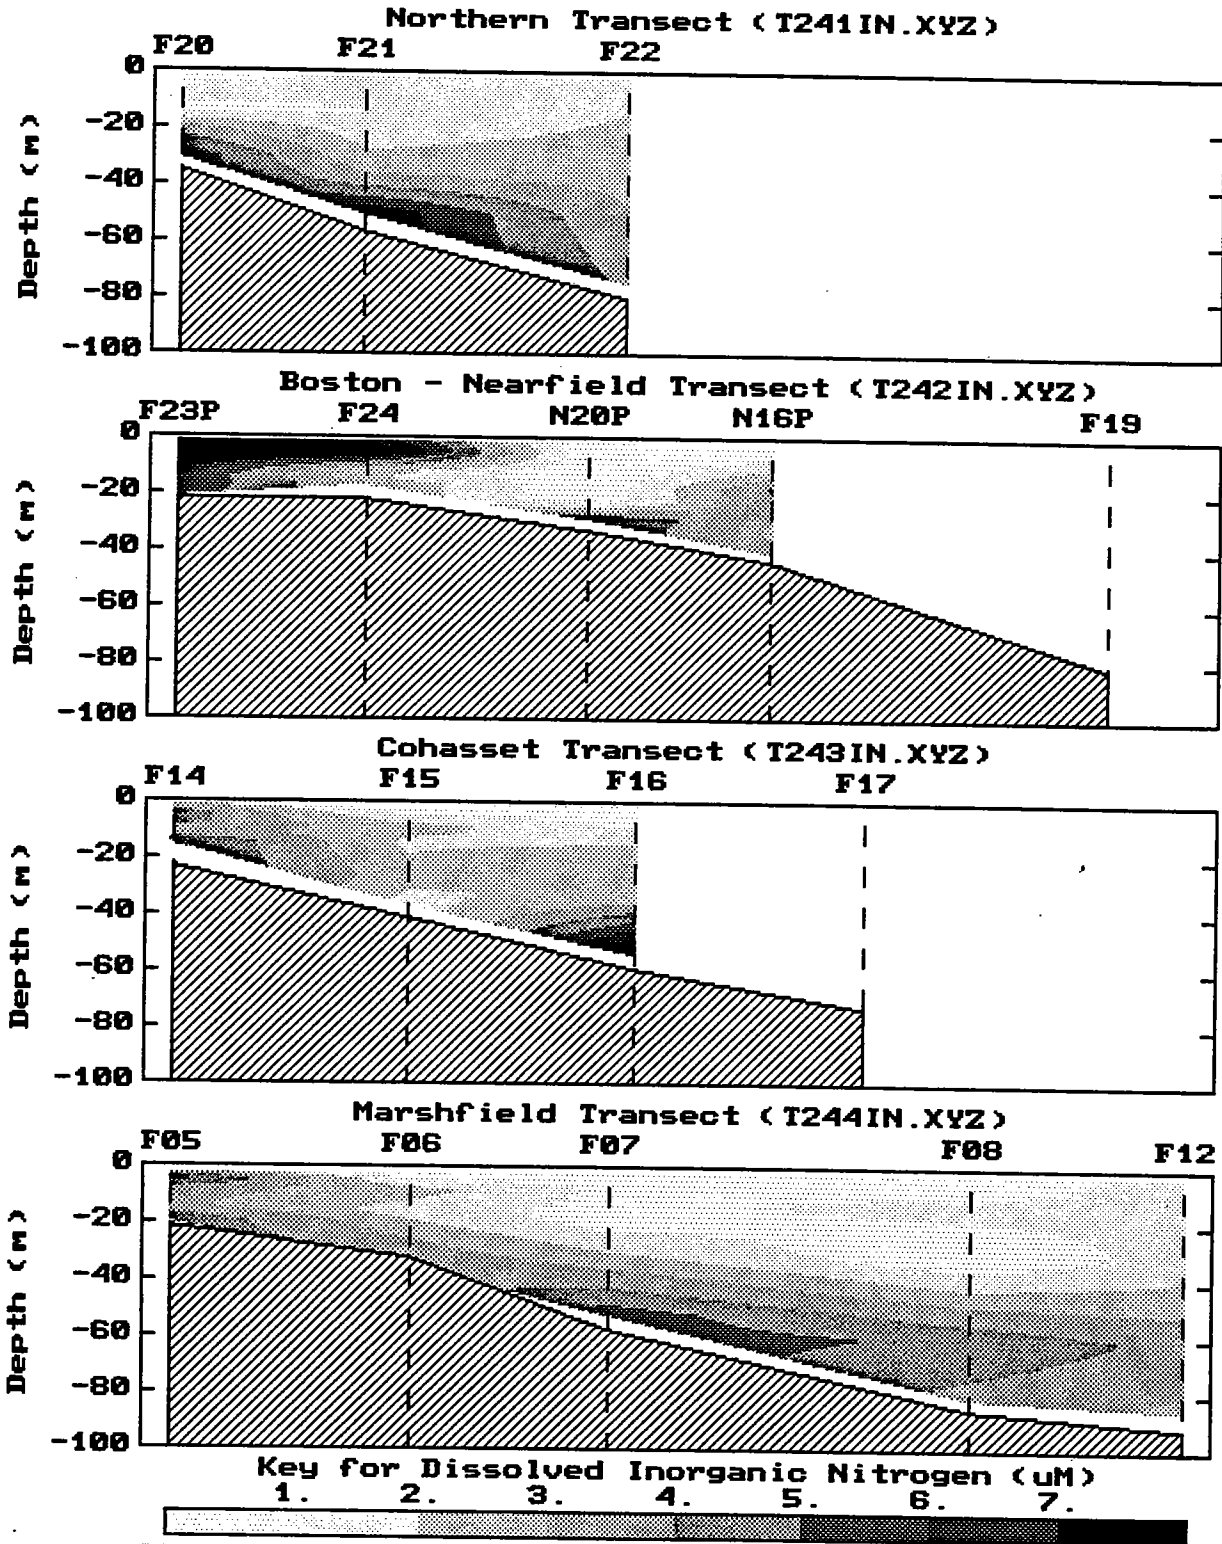 Northern Transect (T241IN.XYZ)
F20 F21 F22
0
-20
-40
-60
-80
-100
Depth (m)
Boston - Nearfield Transect (T242IN.XYZ)
F23P F24 N20P N16P F19
0
-20
-40
-60
-80
-100
Depth (m)
Cohasset Transect (T243IN.XYZ)
F14 F15 F16 F17
0
-20
-40
-60
-80
-100
Depth (m)
Marshfield Transect (T244IN.XYZ)
F05 F06 F07 F08 F12
0
-20
-40
-60
-80
-100
Depth (m)
Key for Dissolved Inorganic Nitrogen (uM)
1. 2. 3. 4. 5. 6. 7.